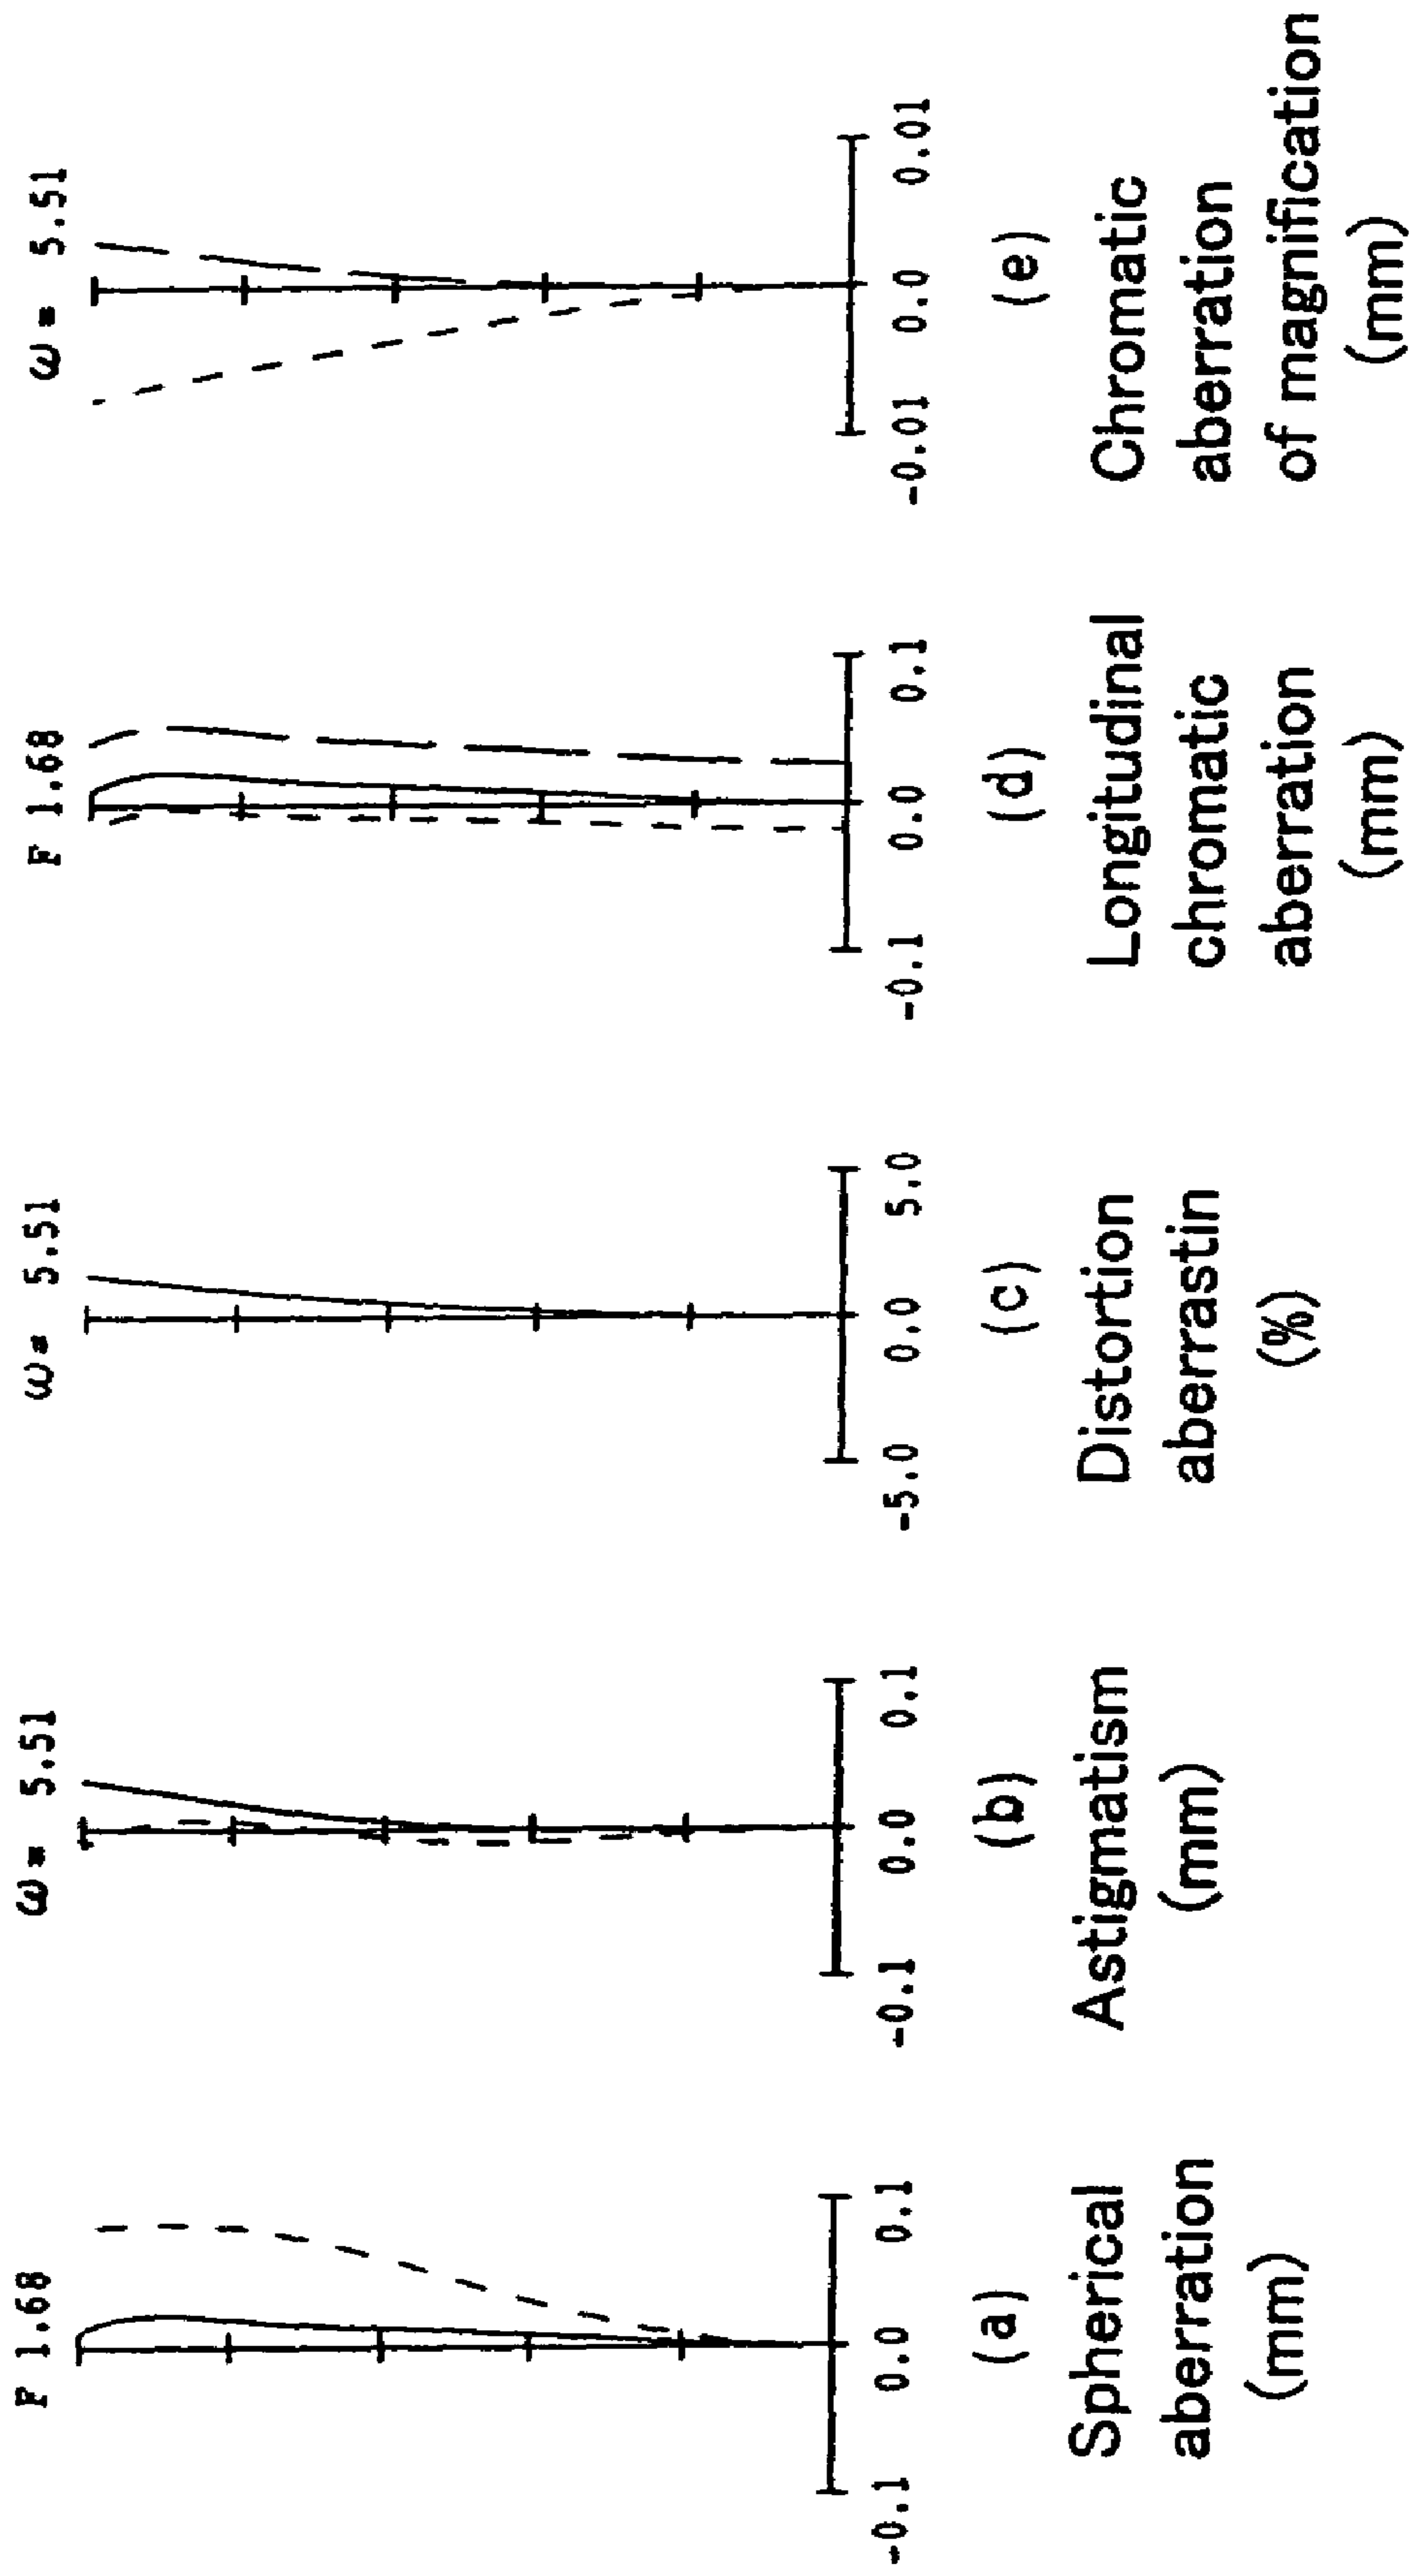 F 1.68
-0.1
0.0
0.1
(a)
Spherical
aberration
(mm)
ω= 5.51
-0.1
0.0
0.1
(b)
Astigmatism
(mm)
ω= 5.51
-5.0
0.0
5.0
(c)
Distortion
aberrastin
(%)
F 1.68
-0.1
0.0
0.1
(d)
Longitudinal
chromatic
aberration
(mm)
ω= 5.51
-0.01
0.0
0.01
(e)
Chromatic
aberration
of magnification
(mm)